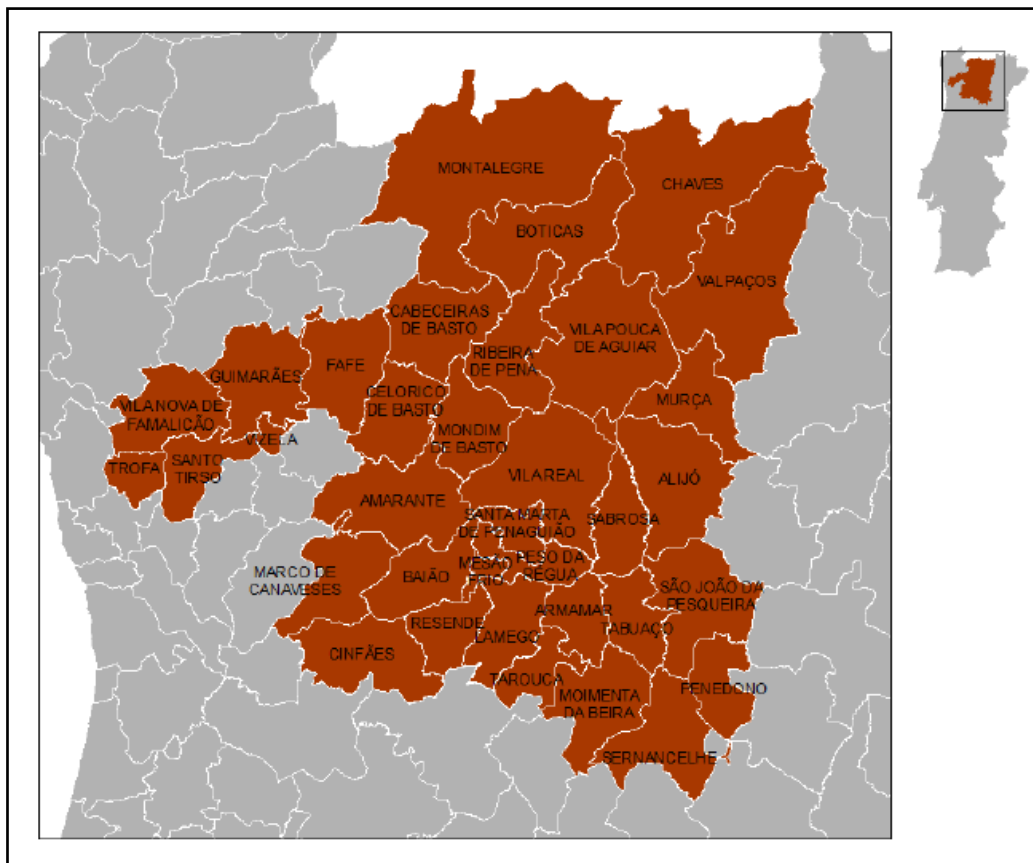 MONTALEGRE
CHAVES
BOTICAS
VALPAÇOS
CABECEIRAS
DE BASTO
VILA POUCA
DE AGUIAR
RIBEIRA
DE PENA
FAFE
GUIMARÃES
CELORICO
DE BASTO
MURÇA
VILA NOVA DE
FAMALICÃO
MONDIM
DE BASTO
VIZELA
SANTO
TIRSO
TROFA
VILA REAL
ALIJÓ
AMARANTE
SANTA MARTA
DE PENAGUIÃO
SABROSA
MARCO DE
CANAVESES
BAIÃO
MESÃO
FRIO
PESO DA
RÉGUA
SÃO JOÃO DA
PESQUEIRA
ARMAMAR
RESENDE
LAMEGO
TABUAÇO
CINFÃES
TAROUCA
MOIMENTA
DA BEIRA
PENEDONO
SERNANCELHE